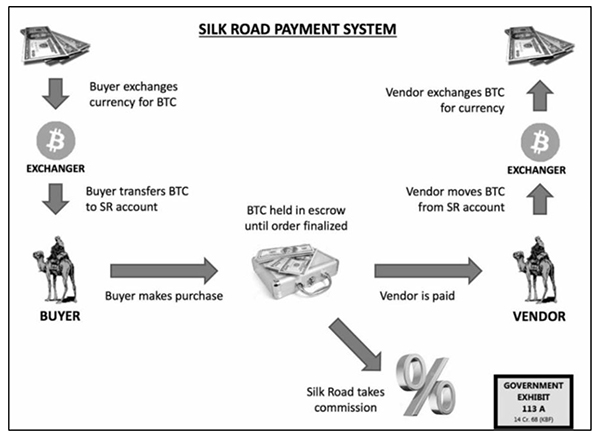 SILK ROAD PAYMENT SYSTEM
Buyer exchanges
currency for BTC
EXCHANGER
Buyer transfers BTC
to SR account
BUYER
Buyer makes purchase
BTC held in escrow
until order finalized
Vendor is paid
Silk Road takes
commission
%
Vendor exchanges BTC
for currency
EXCHANGER
Vendor moves BTC
from SR account
VENDOR
GOVERNMENT
EXHIBIT
113 A
14 Cr. 68 (KBF)